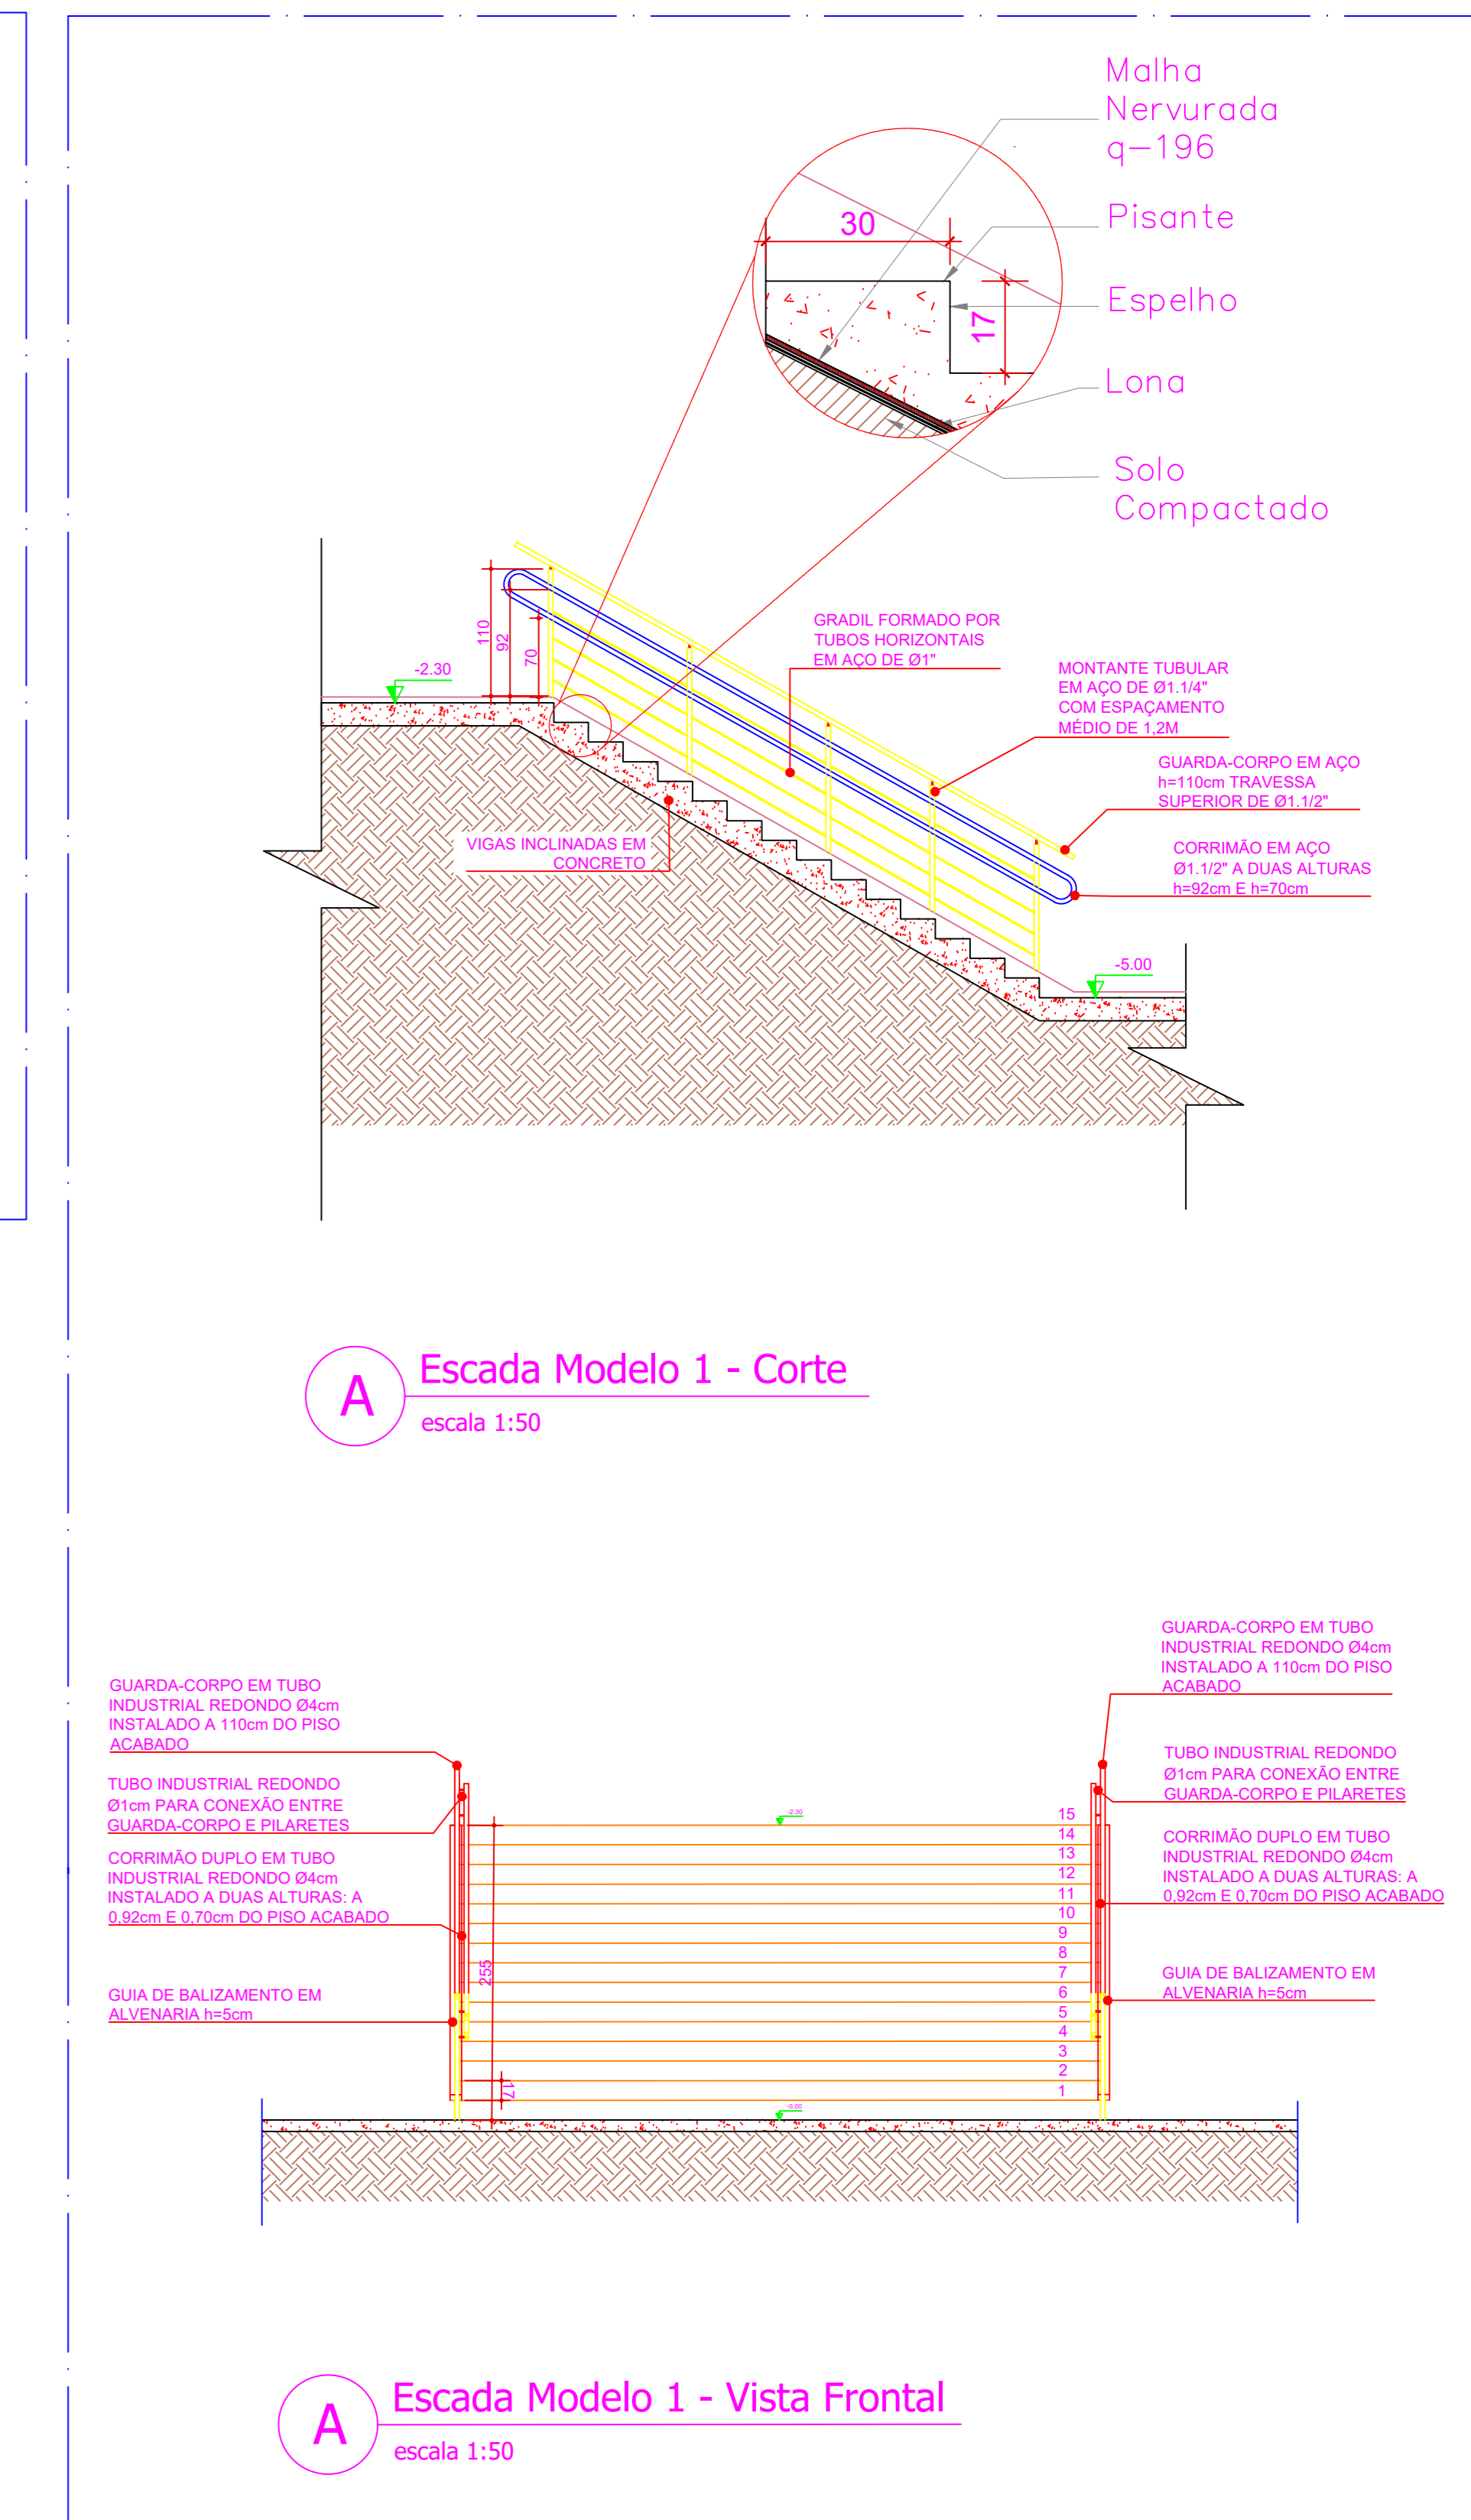 Malha
Nervurada
q-196
30
Pisante
Espelho
17
Lona
Solo
Compactado
110
92
70
-2.30
GRADIL FORMADO POR
TUBOS HORIZONTAIS
EM AÇO DE Ø1"
MONTANTE TUBULAR
EM AÇO DE Ø1.1/4"
COM ESPAÇAMENTO
MÉDIO DE 1,2M
GUARDA-CORPO EM AÇO
h=110cm TRAVESSA
SUPERIOR DE Ø1.1/2"
VIGAS INCLINADAS EM
CONCRETO
CORRIMÃO EM AÇO
Ø1.1/2" A DUAS ALTURAS
h=92cm E h=70cm
-5.00
A
Escada Modelo 1 - Corte
escala 1:50
GUARDA-CORPO EM TUBO
INDUSTRIAL REDONDO Ø4cm
INSTALADO A 110cm DO PISO
ACABADO
TUBO INDUSTRIAL REDONDO
Ø1cm PARA CONEXÃO ENTRE
GUARDA-CORPO E PILARETES
CORRIMÃO DUPLO EM TUBO
INDUSTRIAL REDONDO Ø4cm
INSTALADO A DUAS ALTURAS: A
0,92cm E 0,70cm DO PISO ACABADO
GUIA DE BALIZAMENTO EM
ALVENARIA h=5cm
255
17
-2.30
-5.00
15
14
13
12
11
10
9
8
7
6
5
4
3
2
1
GUARDA-CORPO EM TUBO
INDUSTRIAL REDONDO Ø4cm
INSTALADO A 110cm DO PISO
ACABADO
TUBO INDUSTRIAL REDONDO
Ø1cm PARA CONEXÃO ENTRE
GUARDA-CORPO E PILARETES
CORRIMÃO DUPLO EM TUBO
INDUSTRIAL REDONDO Ø4cm
INSTALADO A DUAS ALTURAS: A
0,92cm E 0,70cm DO PISO ACABADO
GUIA DE BALIZAMENTO EM
ALVENARIA h=5cm
A
Escada Modelo 1 - Vista Frontal
escala 1:50